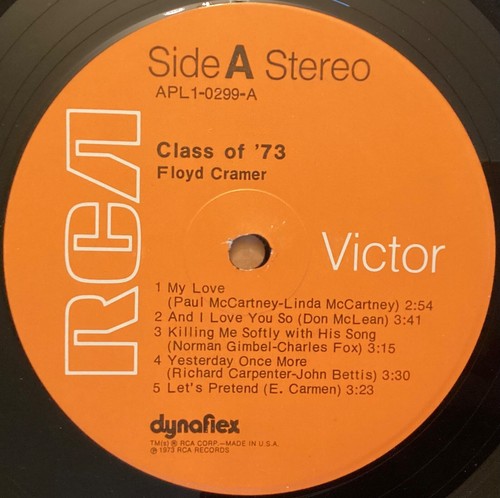 Side A Stereo
APL1-0299-A
Class of '73
Floyd Cramer
RCA
Victor
1 My Love
(Paul McCartney-Linda McCartney) 2:54
2 And I Love You So (Don McLean) 3:41
3 Killing Me Softly with His Song
(Norman Gimbel-Charles Fox) 3:15
4 Yesterday Once More
(Richard Carpenter-John Bettis) 3:30
5 Let's Pretend (E. Carmen) 3:23
dynaflex
TM(s) ® RCA CORP.—MADE IN U.S.A.
℗ 1973 RCA RECORDS